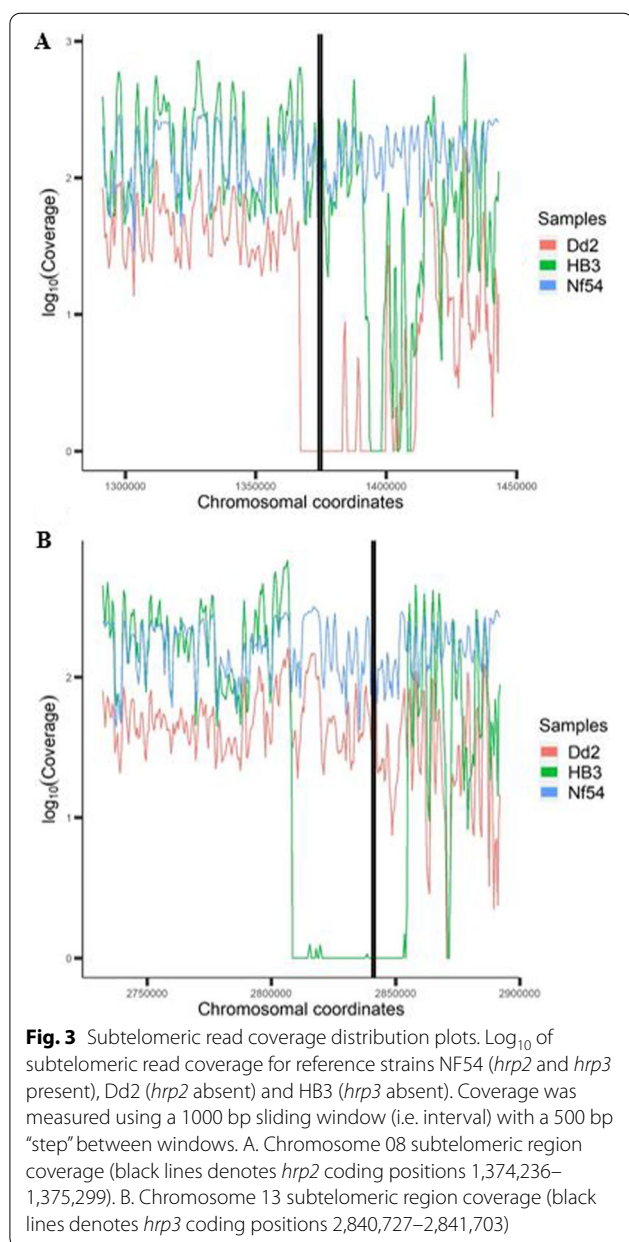 A
3
2
1
0
log10(Coverage)
1300000
1350000
1400000
1450000
Chromosomal coordinates
Samples
Dd2
HB3
Nf54
B
2
1
0
log10(Coverage)
2750000
2800000
2850000
2900000
Chromosomal coordinates
Samples
Dd2
HB3
Nf54
Fig. 3 Subtelomeric read coverage distribution plots. Log10 of
subtelomeric read coverage for reference strains NF54 (hrp2 and hrp3
present), Dd2 (hrp2 absent) and HB3 (hrp3 absent). Coverage was
measured using a 1000 bp sliding window (i.e. interval) with a 500 bp
“step” between windows. A. Chromosome 08 subtelomeric region
coverage (black lines denotes hrp2 coding positions 1,374,236–
1,375,299). B. Chromosome 13 subtelomeric region coverage (black
lines denotes hrp3 coding positions 2,840,727–2,841,703)